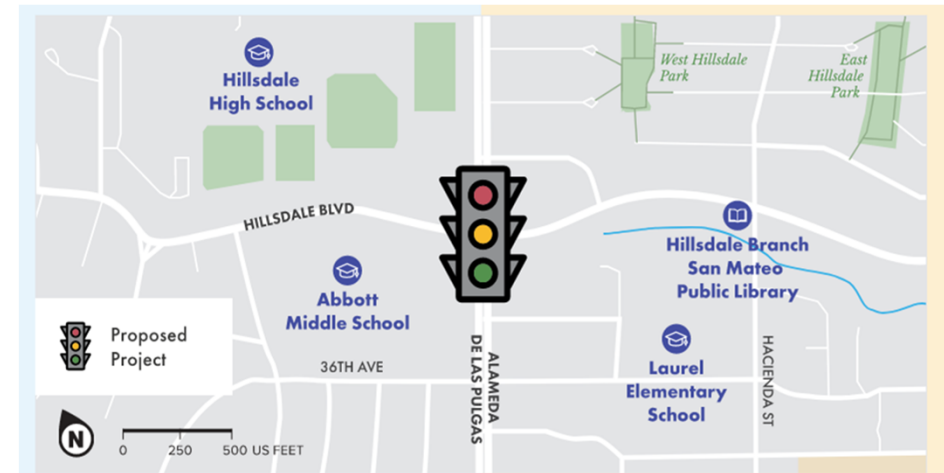 Hillsdale
High School
West Hillsdale
Park
East
Hillsdale
Park
HILLSDALE BLVD
Hillsdale Branch
San Mateo
Public Library
Abbott
Middle School
Proposed
Project
36TH AVE
ALAMEDA
DE LAS PULGAS
Laurel
Elementary
School
HACIENDA ST
N
0 250 500 US FEET